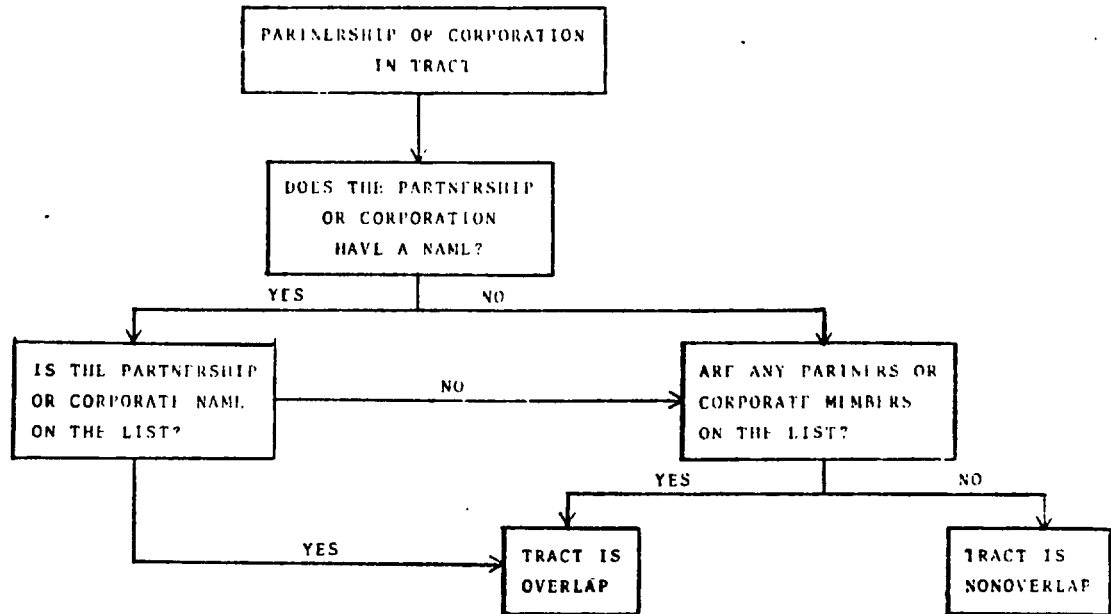 PARTNERSHIP OF CORPORATION
IN TRACT
DOES THE PARTNERSHIP
OR CORPORATION
HAVE A NAME?
YES
NO
IS THE PARTNERSHIP
OR CORPORATE NAME
ON THE LIST?
NO
ARE ANY PARTNERS OR
CORPORATE MEMBERS
ON THE LIST?
YES
NO
YES
TRACT IS
OVERLAP
TRACT IS
NONOVERLAP